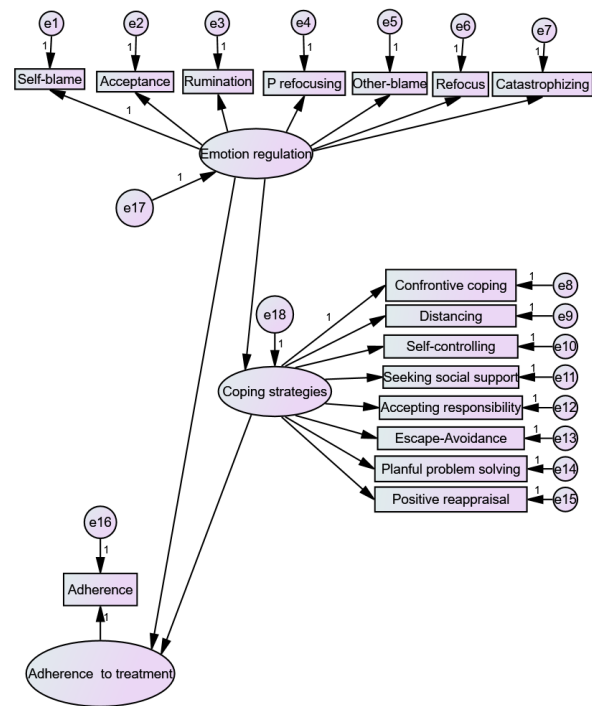 e1 e2 e3 e4 e5 e6 e7
1 1 1 1 1 1 1
Self-blame Acceptance Rumination P refocusing Other-blame Refocus Catastrophizing
1
Emotion regulation
1
e17
e18
1
Coping strategies
1
Confrontive coping 1 e8
Distancing 1 e9
Self-controlling 1 e10
Seeking social support 1 e11
Accepting responsibility 1 e12
Escape-Avoidance 1 e13
Planful problem solving 1 e14
Positive reappraisal 1 e15
e16
1
Adherence
1
Adherence to treatment